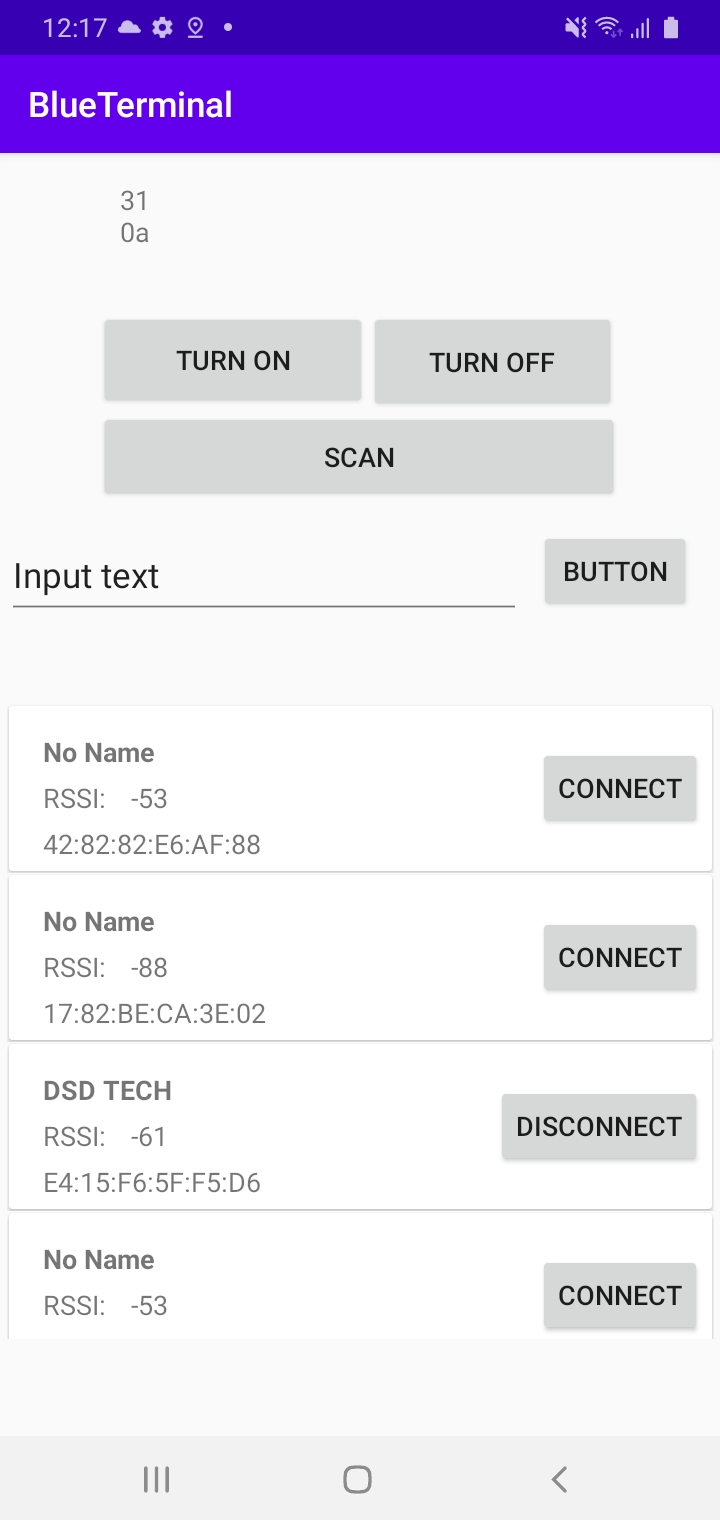 12:17
BlueTerminal
31
0a
TURN ON TURN OFF
SCAN
Input text BUTTON
No Name
RSSI: -53 CONNECT
42:82:82:E6:AF:88
No Name
RSSI: -88 CONNECT
17:82:BE:CA:3E:02
DSD TECH
RSSI: -61 DISCONNECT
E4:15:F6:5F:F5:D6
No Name
RSSI: -53 CONNECT